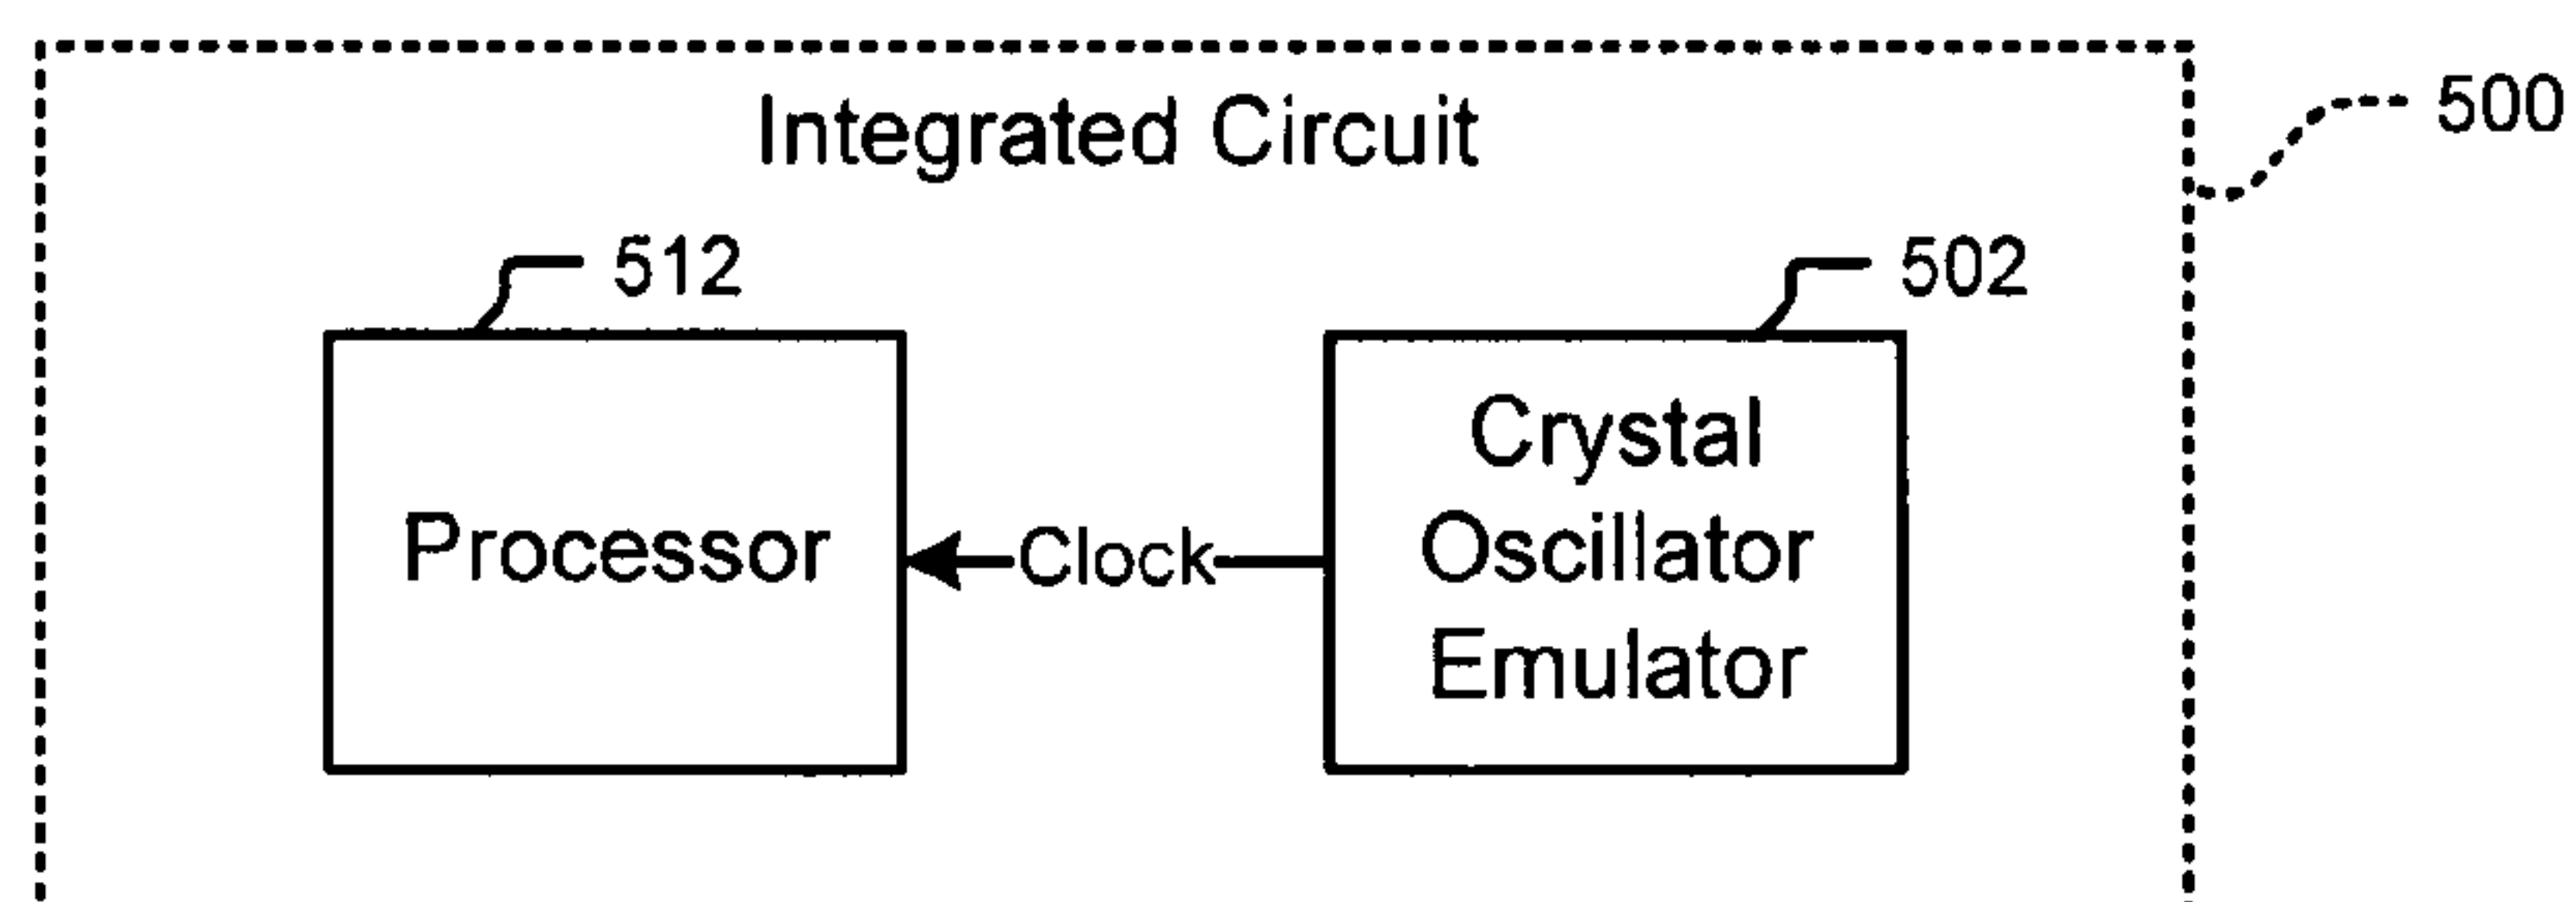 Integrated Circuit
500
512
502
Processor
Clock
Crystal
Oscillator
Emulator